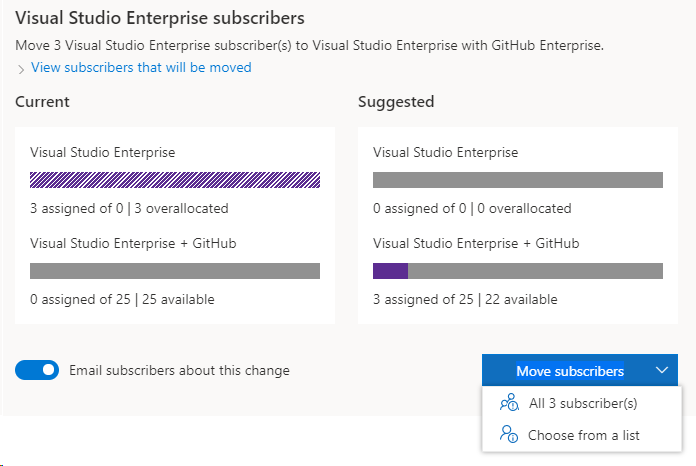 Visual Studio Enterprise subscribers
Move 3 Visual Studio Enterprise subscriber(s) to Visual Studio Enterprise with GitHub Enterprise.
View subscribers that will be moved
Current
Visual Studio Enterprise
3 assigned of 0 | 3 overallocated
Visual Studio Enterprise + GitHub
0 assigned of 25 | 25 available
Suggested
Visual Studio Enterprise
0 assigned of 0 | 0 overallocated
Visual Studio Enterprise + GitHub
3 assigned of 25 | 22 available
Email subscribers about this change
Move subscribers
All 3 subscriber(s)
Choose from a list